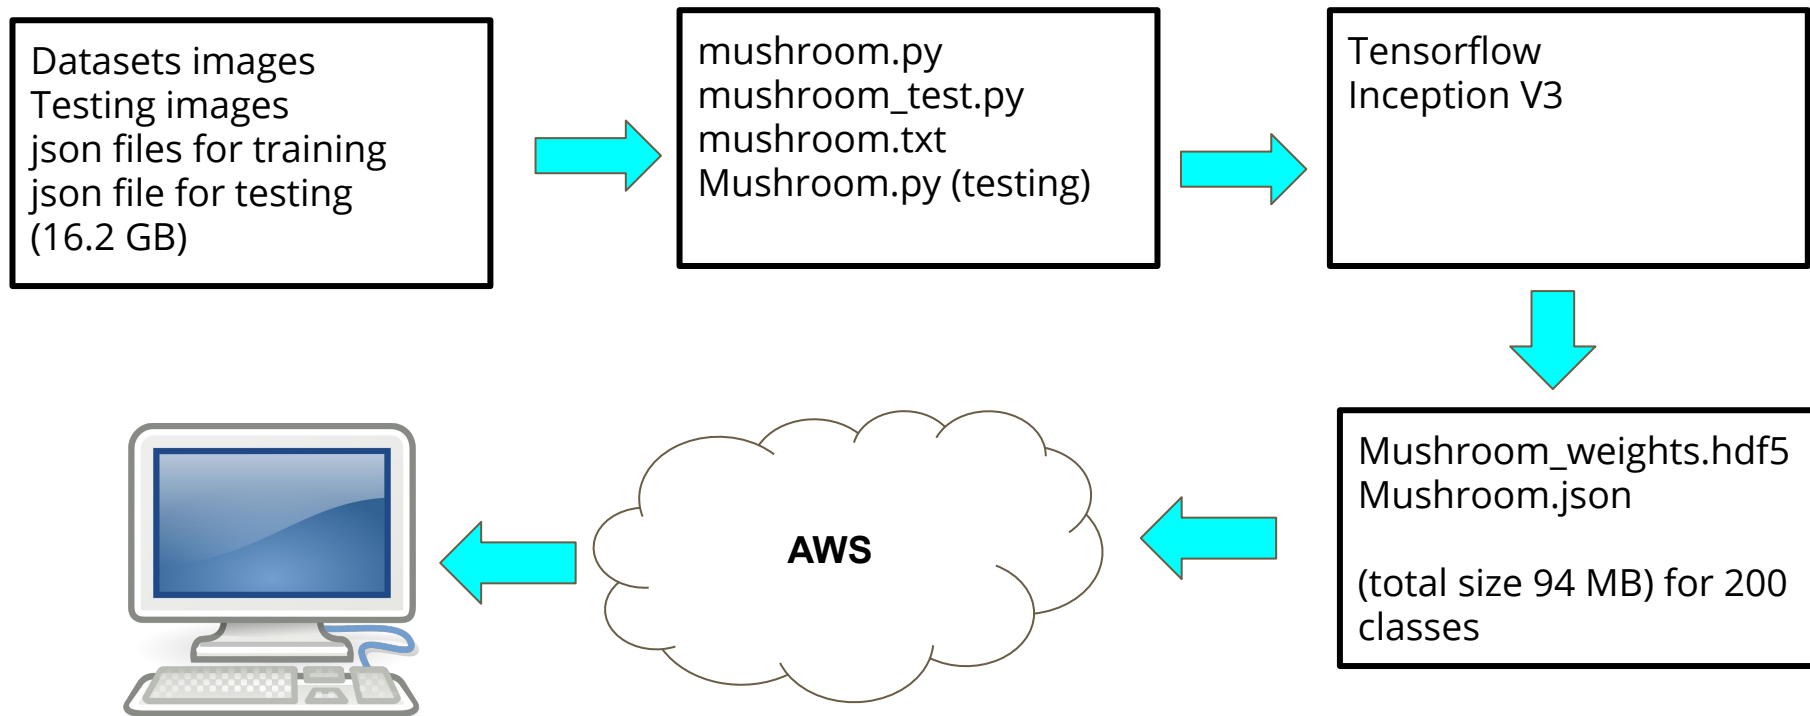 Datasets images
Testing images
json files for training
json file for testing
(16.2 GB)
mushroom.py
mushroom_test.py
mushroom.txt
Mushroom.py (testing)
Tensorflow
Inception V3
Mushroom_weights.hdf5
Mushroom.json
(total size 94 MB) for 200
classes
AWS